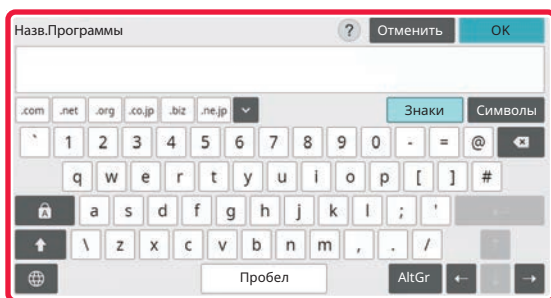 Назв.Программы ? Отменить OK
.com .net .org .co.jp .biz .ne.jp Знаки Символы
` 1 2 3 4 5 6 7 8 9 0 - = @
q w e r t y u i o p [ ] #
A a s d f g h j k l ; '
\ z x c v b n m , . /
Пробел AltGr ← ↓ →